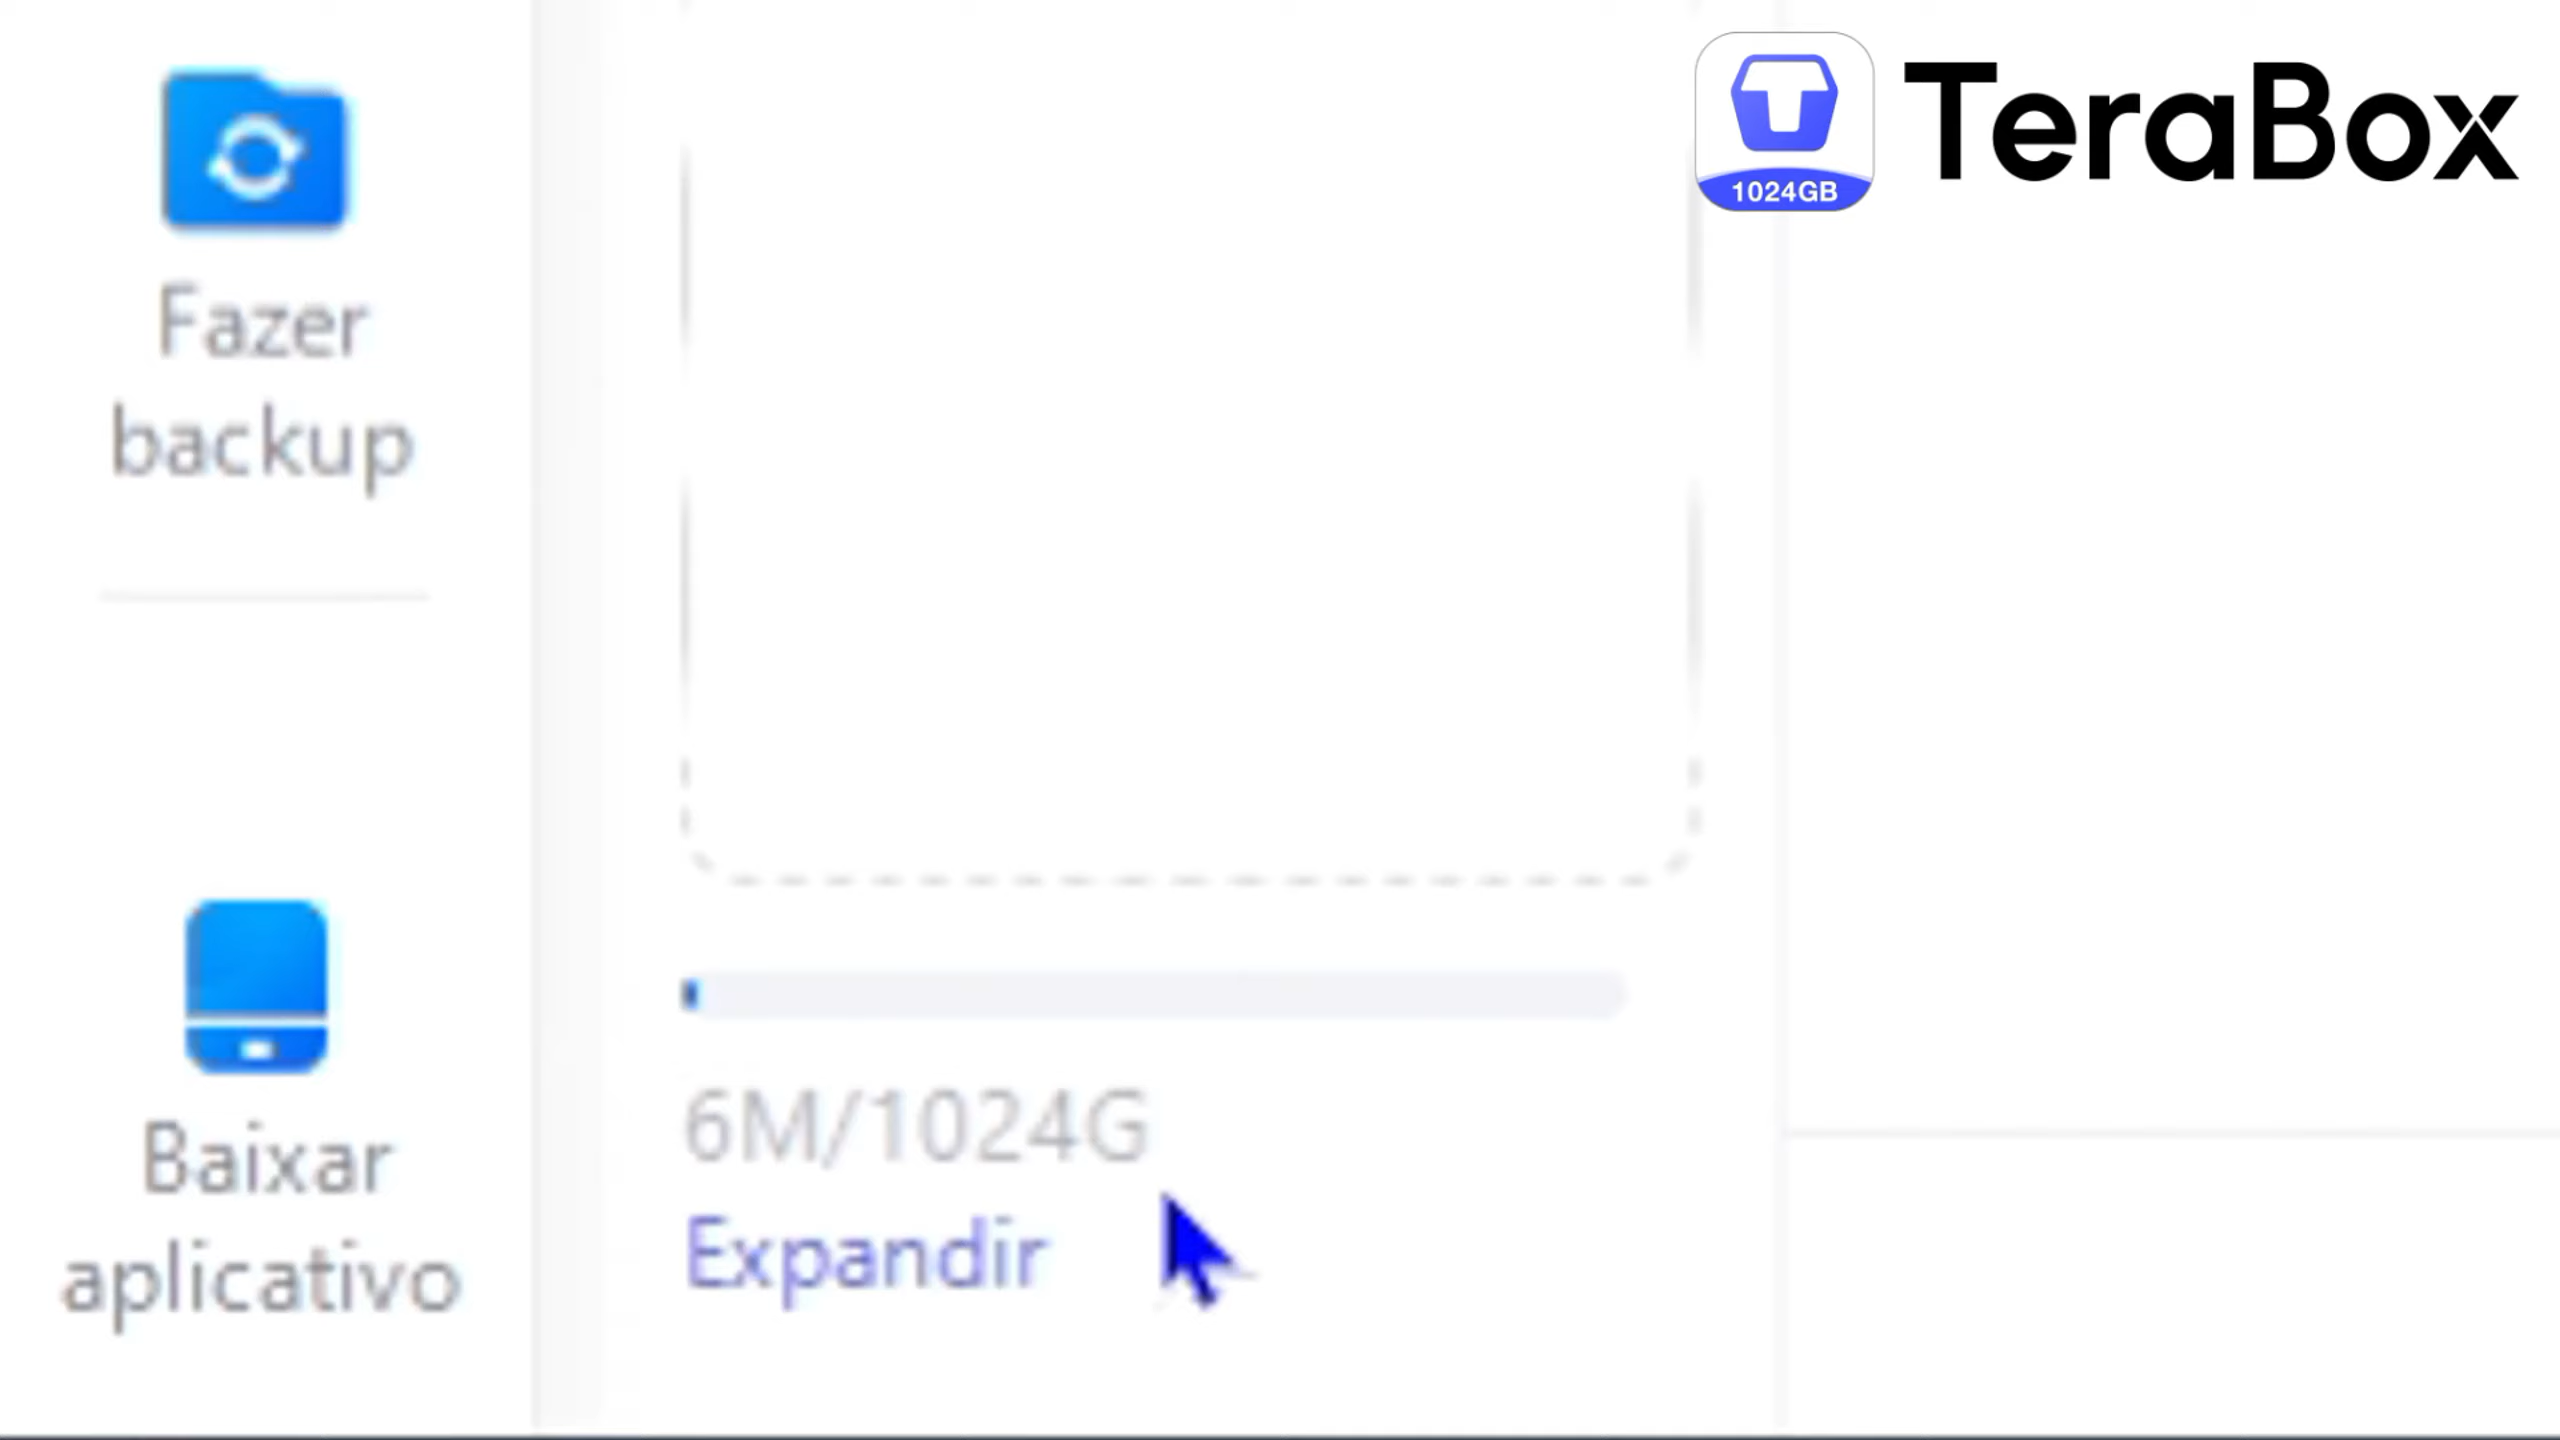 1024GB
TeraBox
Fazer
backup
Baixar
aplicativo
6M/1024G
Expandir